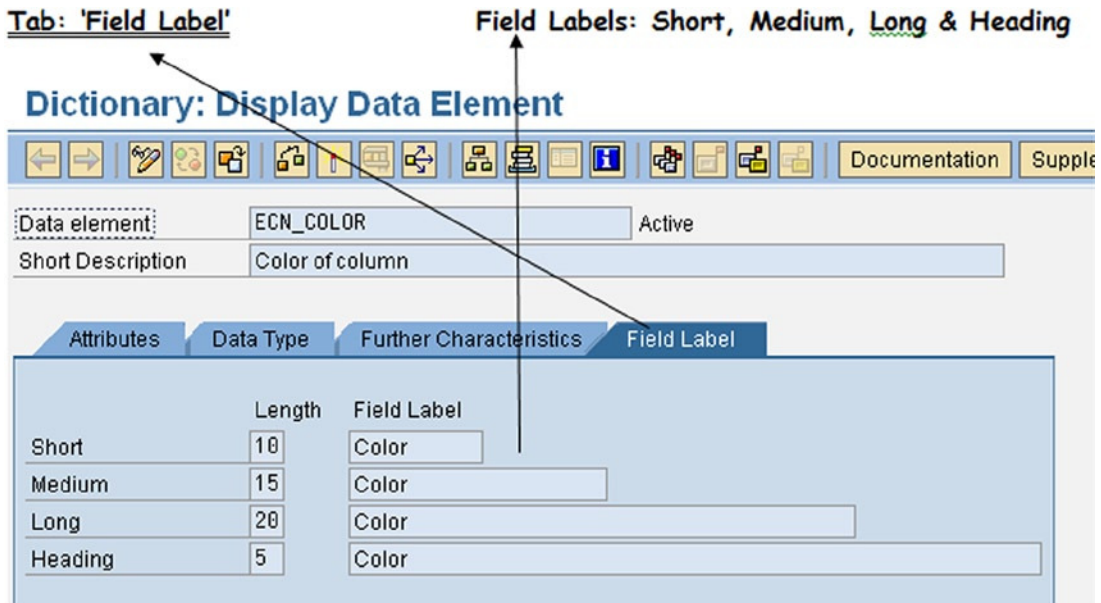 Tab: 'Field Label' Field Labels: Short, Medium, Long & Heading
Dictionary: Display Data Element
Documentation Supple
Data element ECN_COLOR Active
Short Description Color of column
Attributes Data Type Further Characteristics Field Label
Length Field Label
Short 10 Color
Medium 15 Color
Long 20 Color
Heading 5 Color